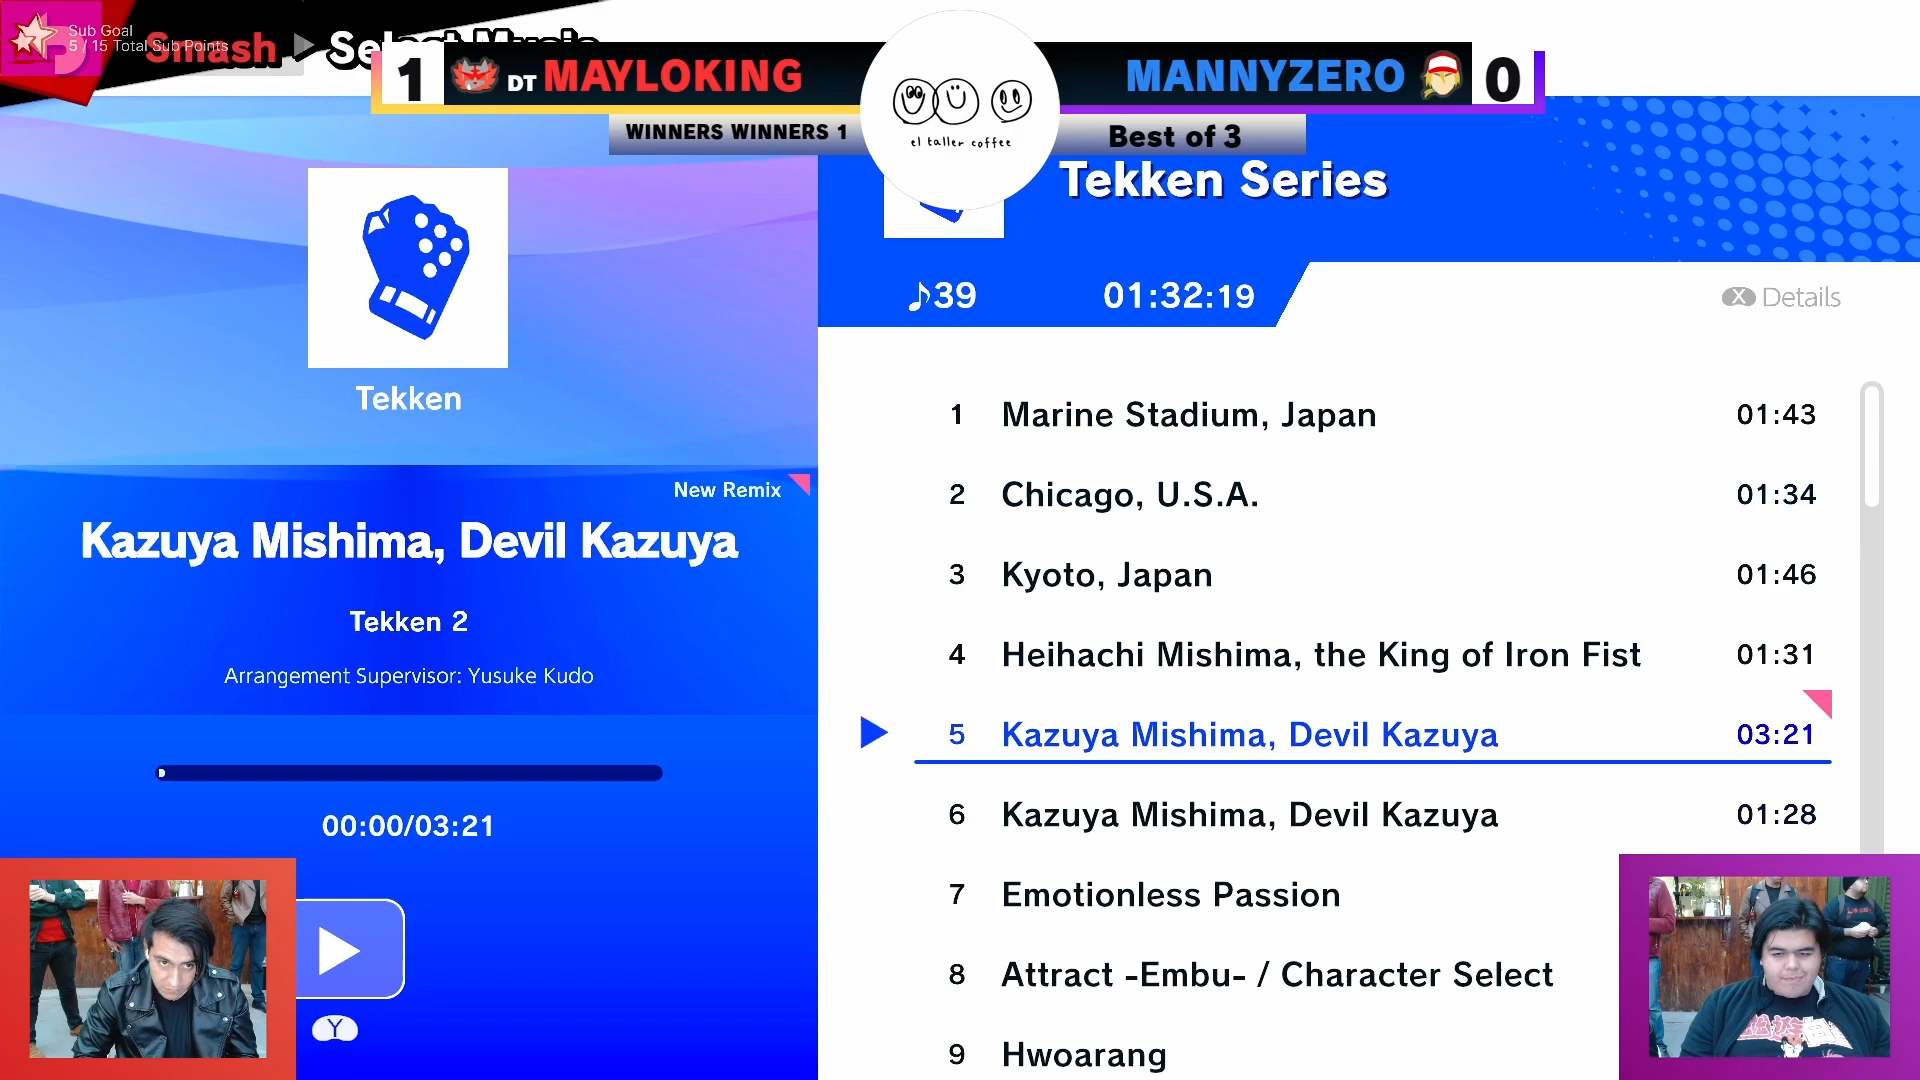 Sub Goal
5 / 15 Total Sub Points
Smash Select Music
1 DT MAYLOKING
MANNYZERO 0
WINNERS WINNERS 1
el taller coffee
Best of 3
Tekken Series
♪39 01:32:19
X Details
Tekken
New Remix
Kazuya Mishima, Devil Kazuya
Tekken 2
Arrangement Supervisor: Yusuke Kudo
00:00/03:21
Y
1 Marine Stadium, Japan 01:43
2 Chicago, U.S.A. 01:34
3 Kyoto, Japan 01:46
4 Heihachi Mishima, the King of Iron Fist 01:31
5 Kazuya Mishima, Devil Kazuya 03:21
6 Kazuya Mishima, Devil Kazuya 01:28
7 Emotionless Passion
8 Attract -Embu- / Character Select
9 Hwoarang